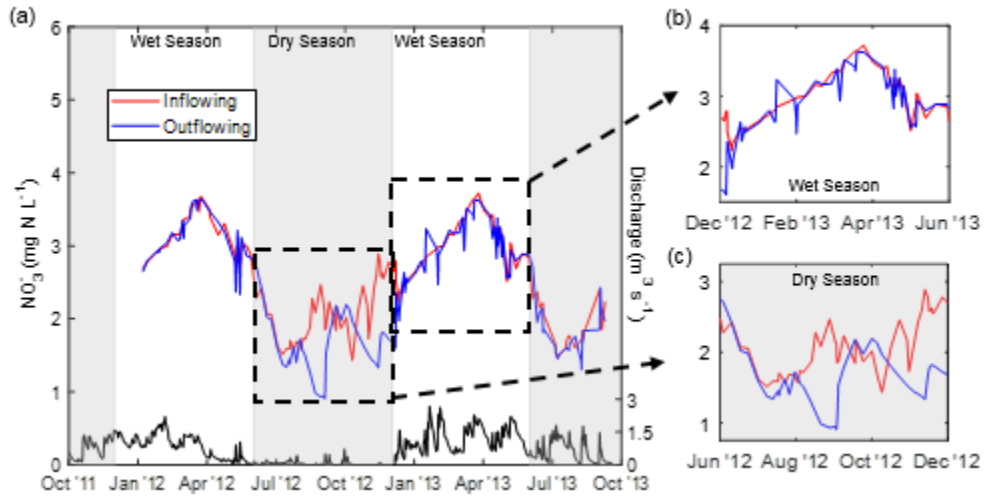 (a)
6
5
4
3
2
1
0
NO₃⁻ (mg N L⁻¹)
Wet Season
Dry Season
Wet Season
Inflowing
Outflowing
Discharge (m³ s⁻¹)
3
1.5
0
Oct '11 Jan '12 Apr '12 Jul '12 Oct '12 Jan '13 Apr '13 Jul '13 Oct '13
(b)
4
3
2
Wet Season
Dec '12 Feb '13 Apr '13 Jun '13
(c)
3
2
1
Dry Season
Jun '12 Aug '12 Oct '12 Dec '12